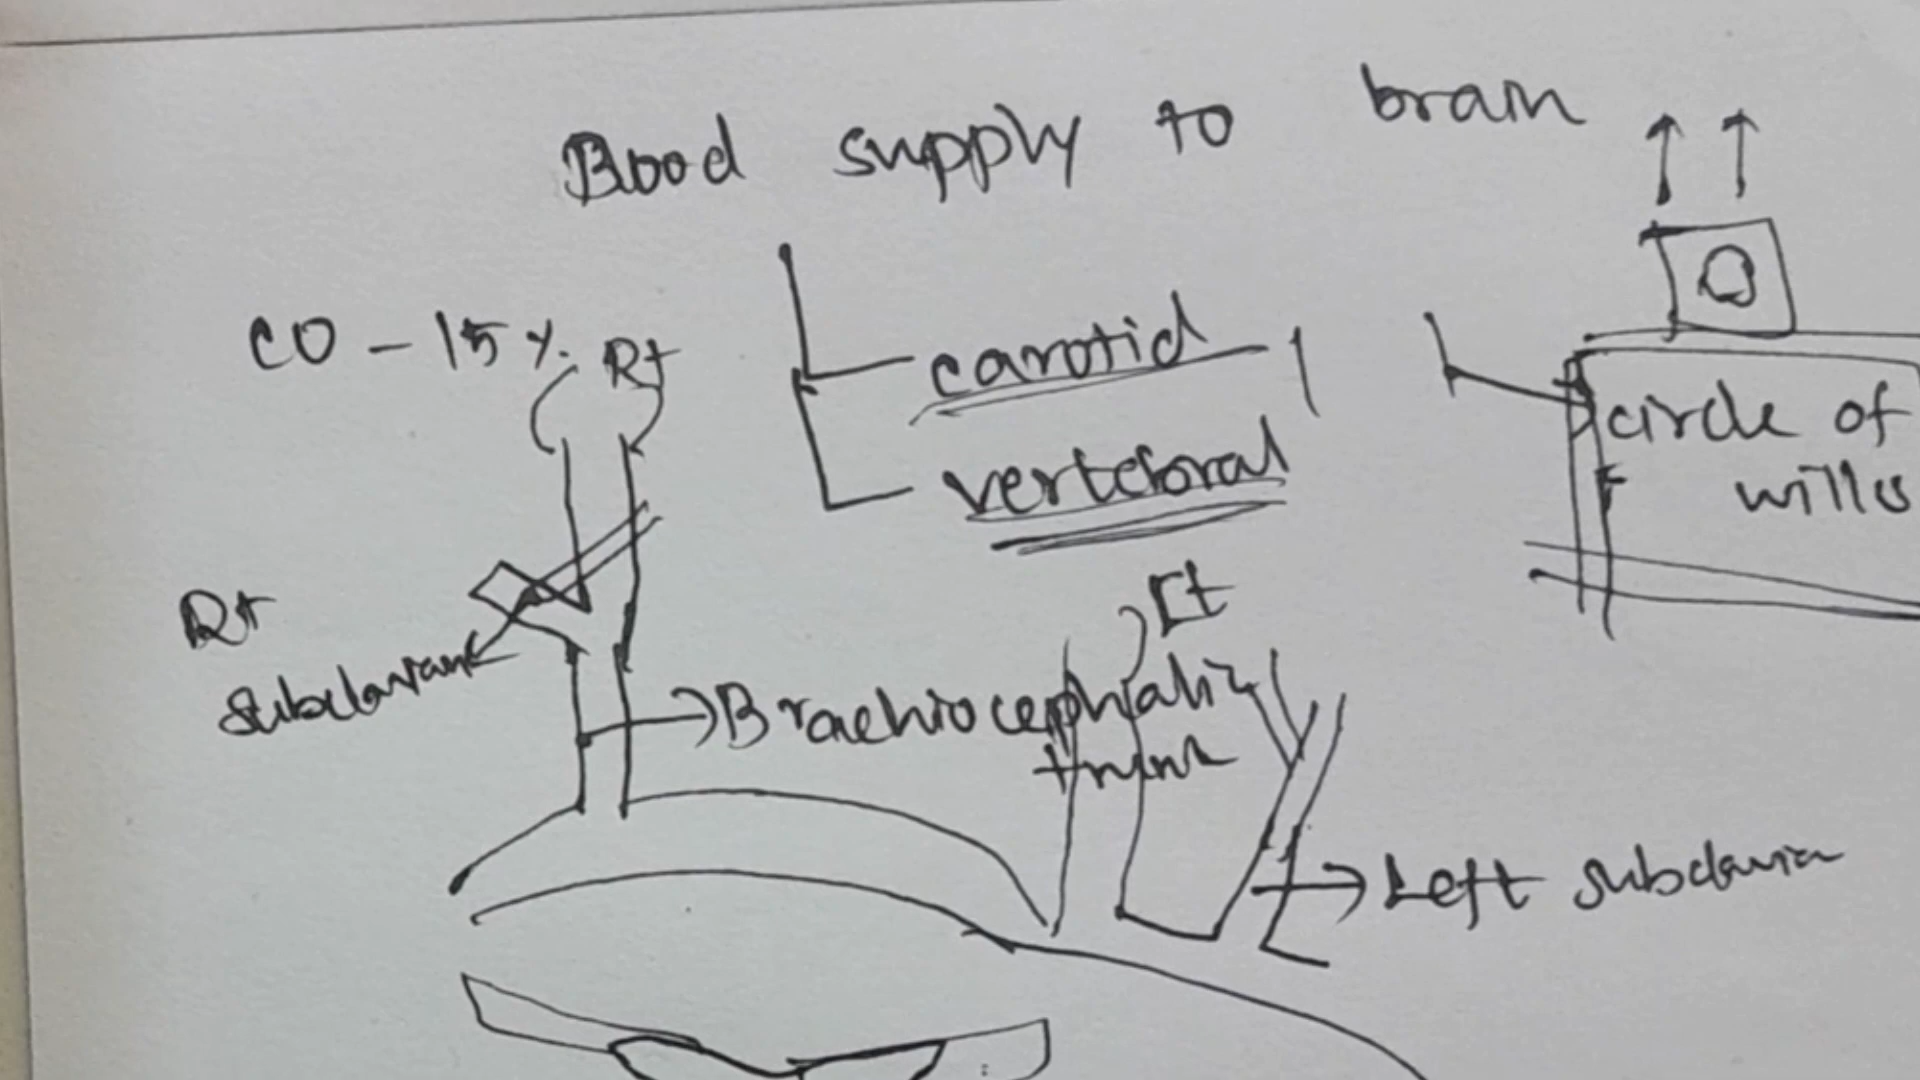 Blood supply to brain
CO - 15 %
Rt
carotid
vertebral
circle of
willis
Rt
subclavian
Lt
Brachiocephalic
trunk
Left subclavian